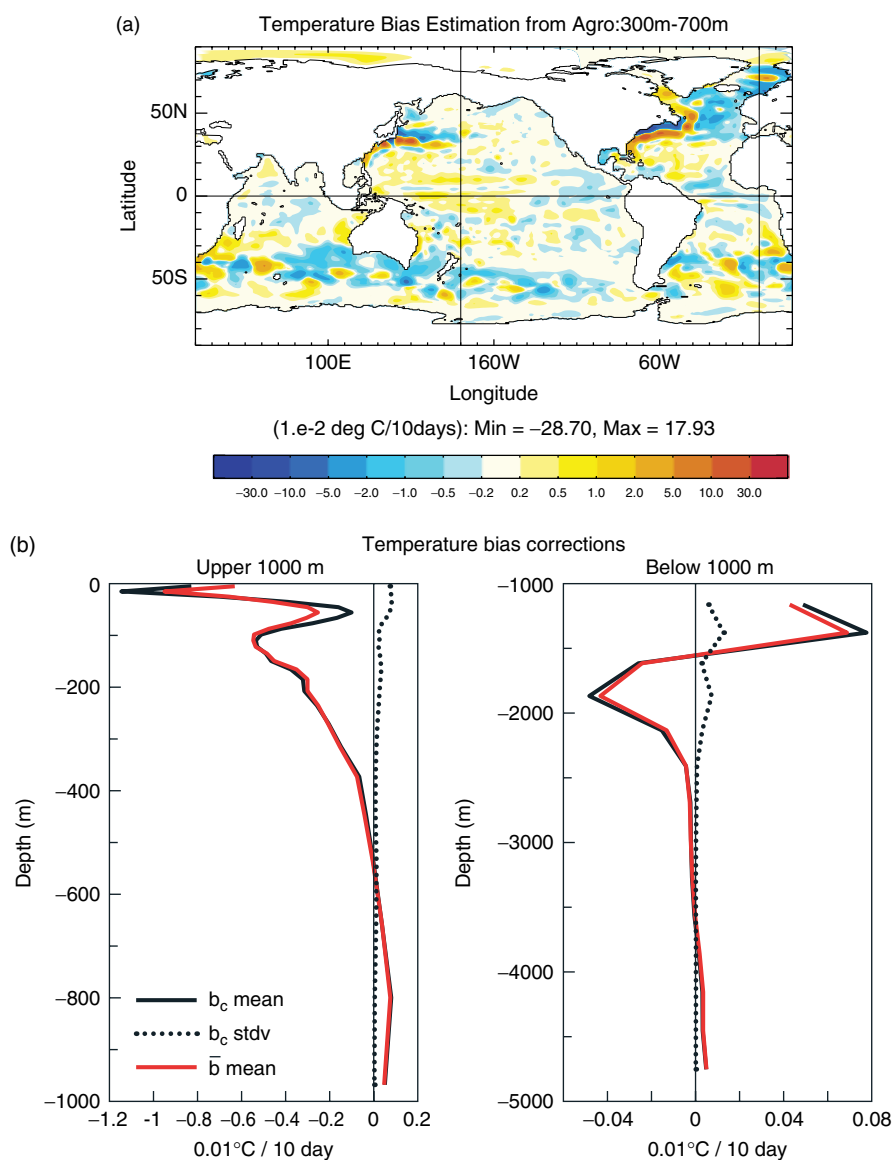 (a)
Temperature Bias Estimation from Agro:300m-700m
Latitude
50N
0
50S
100E 160W 60W
Longitude
(1.e-2 deg C/10days): Min = −28.70, Max = 17.93
−30.0 −10.0 −5.0 −2.0 −1.0 −0.5 −0.2 0.2 0.5 1.0 2.0 5.0 10.0 30.0
(b)
Temperature bias corrections
Upper 1000 m
0
−200
−400
−600
−800
−1000
Depth (m)
b_c mean
b_c stdv
b̄ mean
−1.2 −1 −0.8 −0.6 −0.4 −0.2 0 0.2
0.01°C / 10 day
Below 1000 m
−1000
−2000
−3000
−4000
−5000
Depth (m)
−0.04 0 0.04 0.08
0.01°C / 10 day